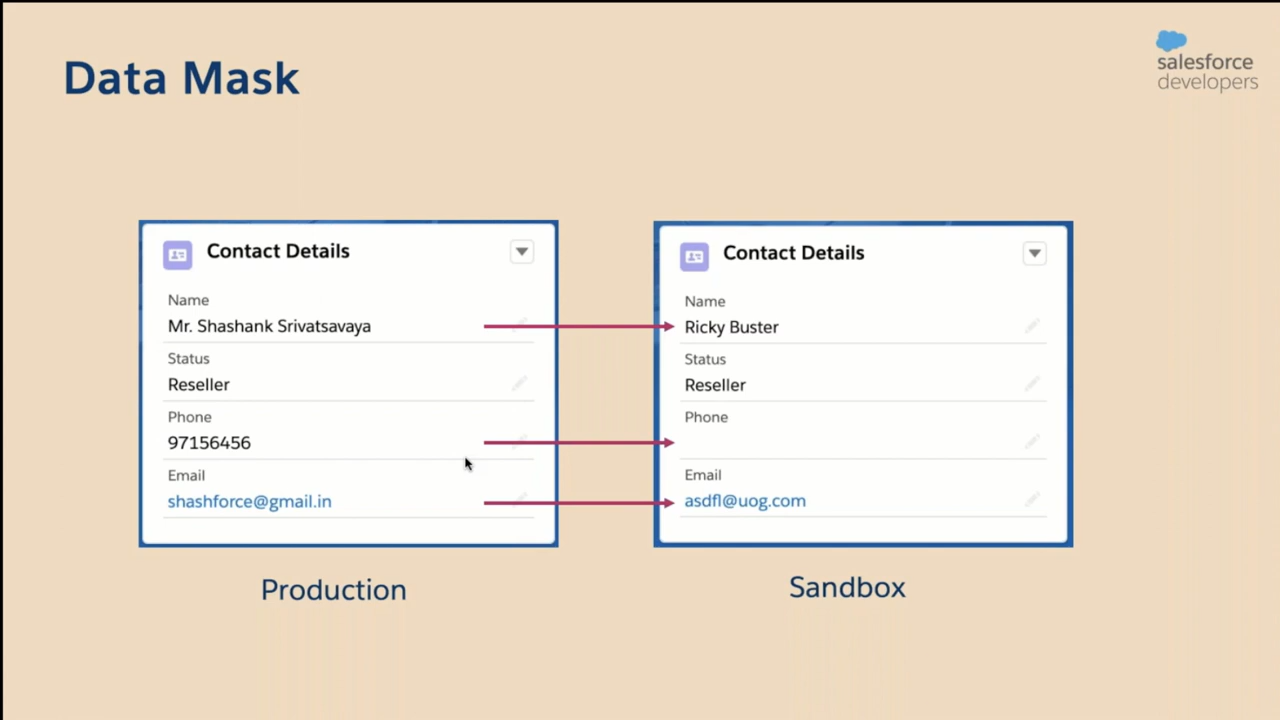 Data Mask
salesforce
developers
Contact Details
Name
Mr. Shashank Srivatsavaya
Status
Reseller
Phone
97156456
Email
shashforce@gmail.in
Production
Contact Details
Name
Ricky Buster
Status
Reseller
Phone
Email
asdfl@uog.com
Sandbox